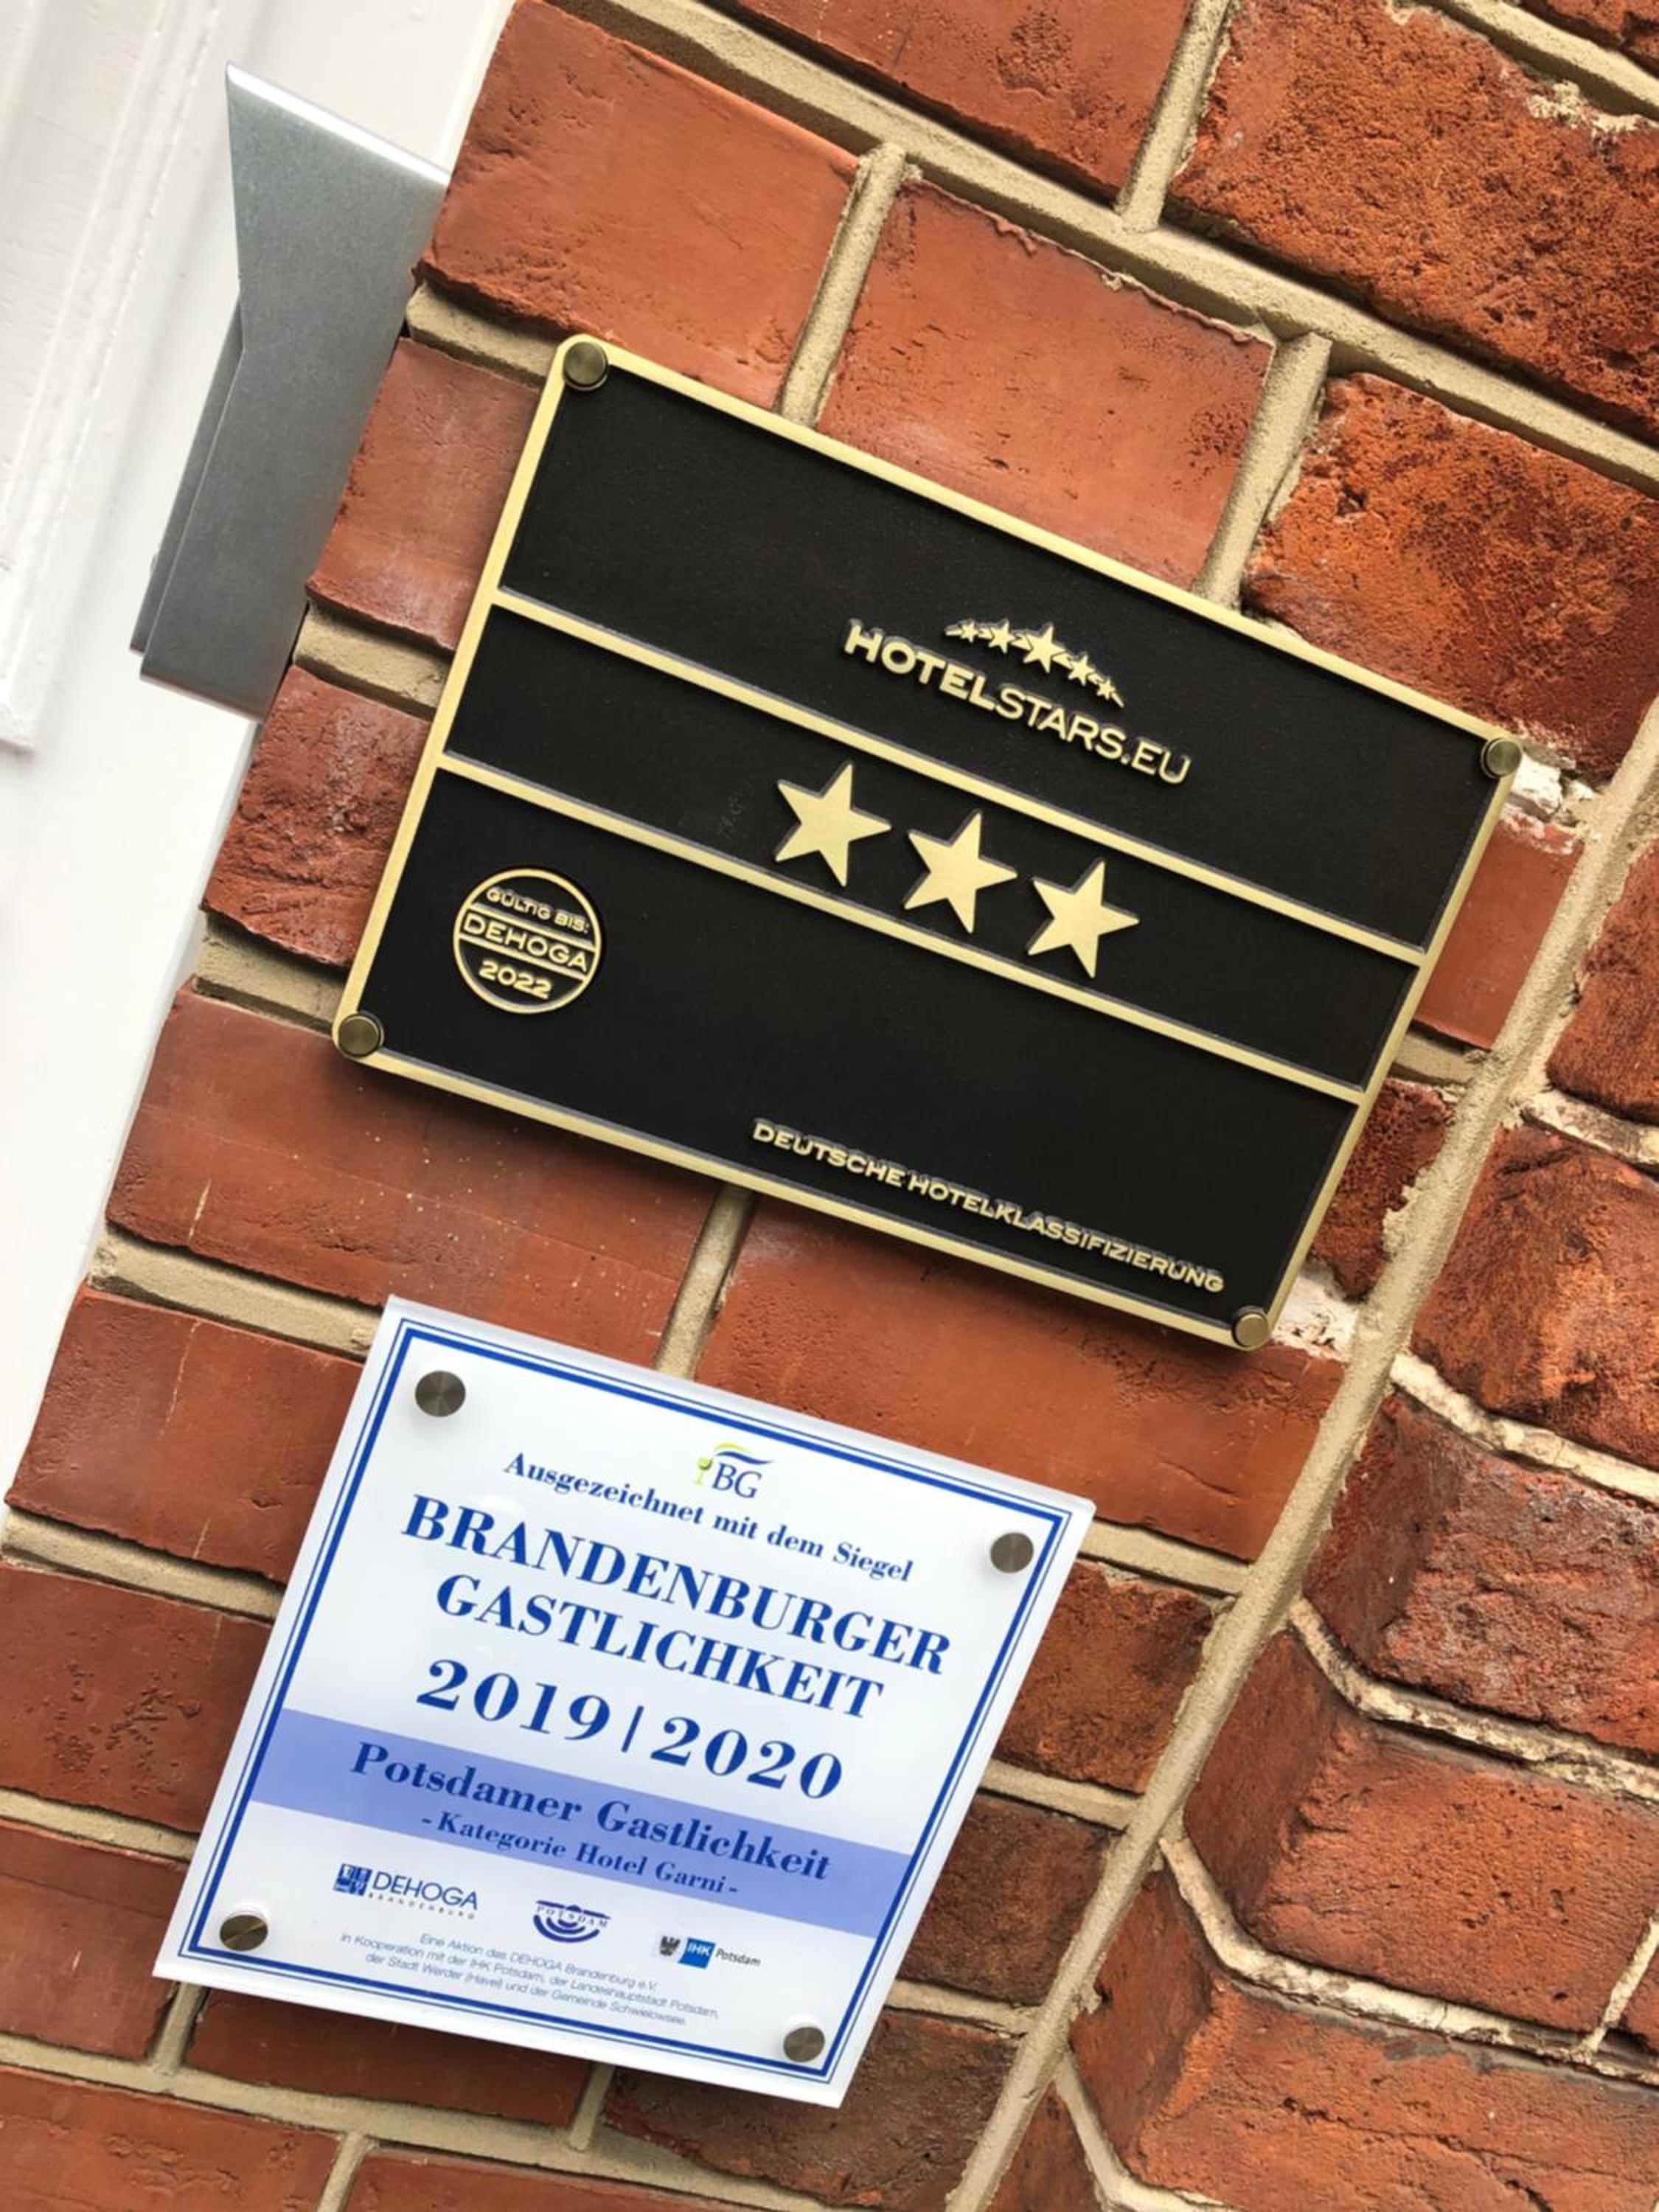 HOTELSTARS.EU
GÜLTIG BIS:
DEHOGA
2022
DEUTSCHE HOTELKLASSIFIZIERUNG
BG
Ausgezeichnet mit dem Siegel
BRANDENBURGER
GASTLICHKEIT
2019|2020
Potsdamer Gastlichkeit
-Kategorie Hotel Garni-
DEHOGA
BRANDENBURG
POTSDAM
IHK Potsdam
Eine Aktion des DEHOGA Brandenburg e.V.
in Kooperation mit der IHK Potsdam, der Landeshauptstadt Potsdam,
der Stadt Werder (Havel) und der Gemeinde Schwielowsee.